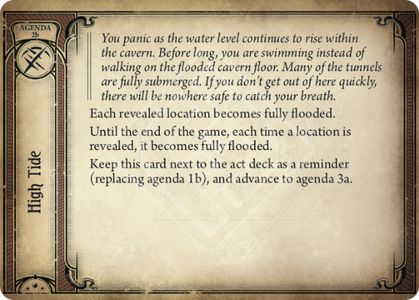 AGENDA
2b
High Tide
You panic as the water level continues to rise within
the cavern. Before long, you are swimming instead of
walking on the flooded cavern floor. Many of the tunnels
are fully submerged. If you don't get out of here quickly,
there will be nowhere safe to catch your breath.
Each revealed location becomes fully flooded.
Until the end of the game, each time a location is
revealed, it becomes fully flooded.
Keep this card next to the act deck as a reminder
(replacing agenda 1b), and advance to agenda 3a.